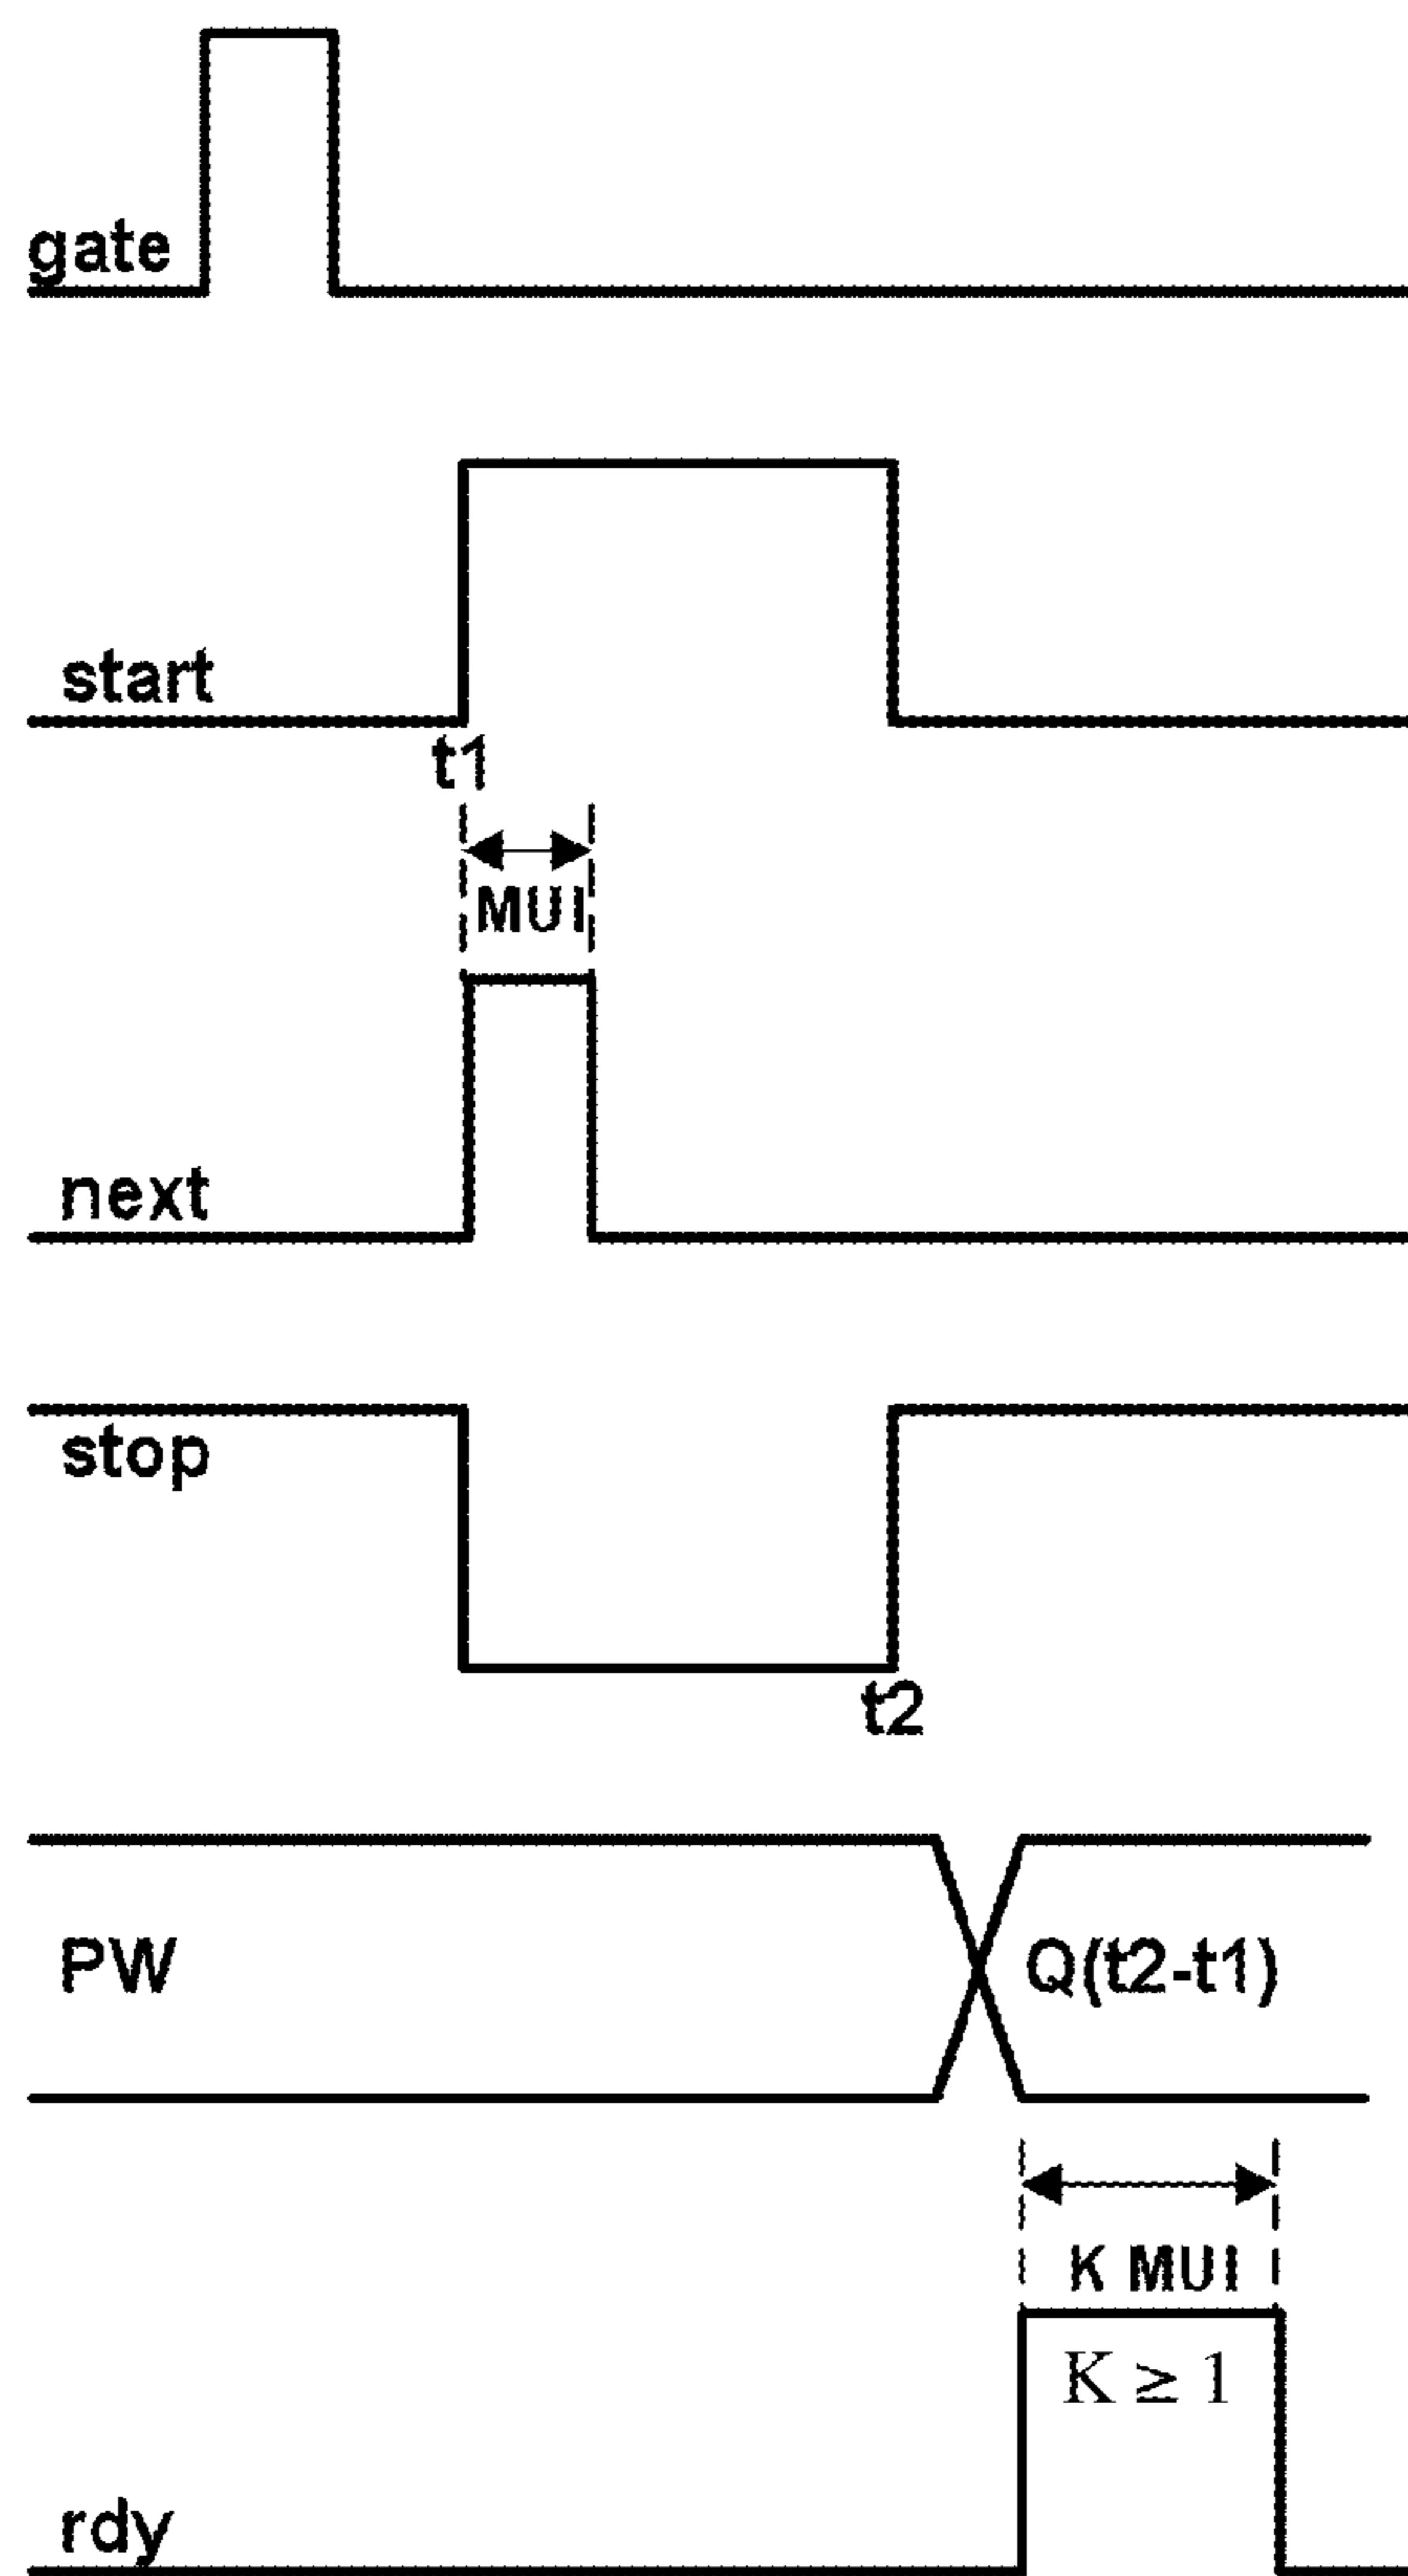 gate
start
t1
MUI
next
stop
t2
PW
Q(t2-t1)
K MUI
K ≥ 1
rdy